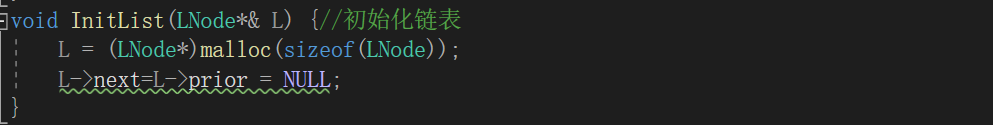 void InitList(LNode*& L) {//初始化链表
L = (LNode*)malloc(sizeof(LNode));
L->next=L->prior = NULL;
}